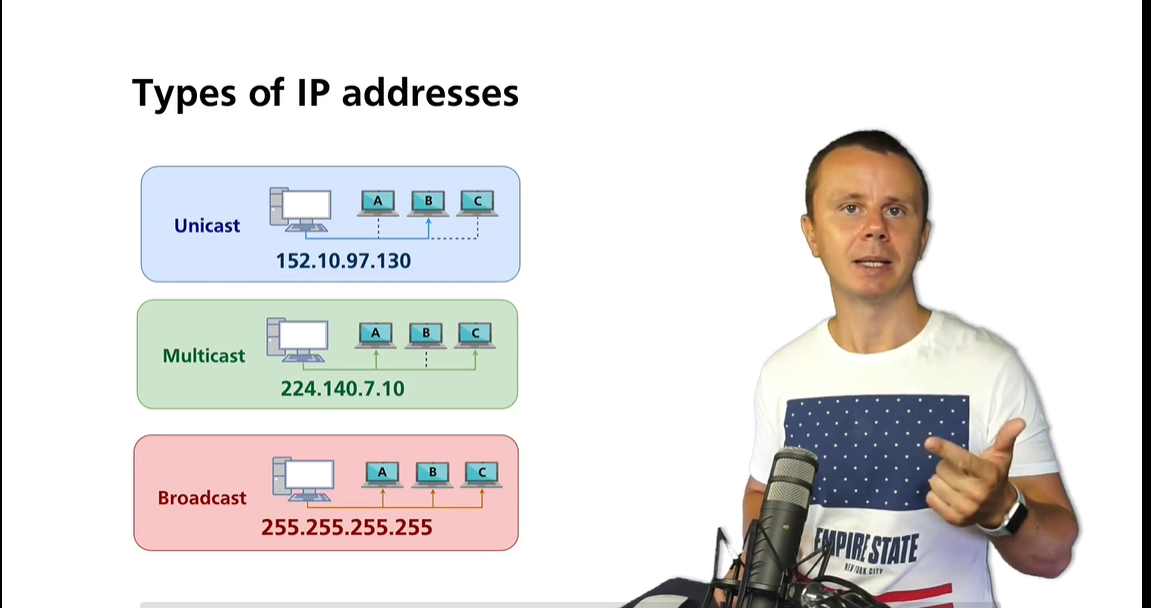 Types of IP addresses
Unicast
A B C
152.10.97.130
Multicast
A B C
224.140.7.10
Broadcast
A B C
255.255.255.255
EMPIRE STATE
NEW YORK CITY